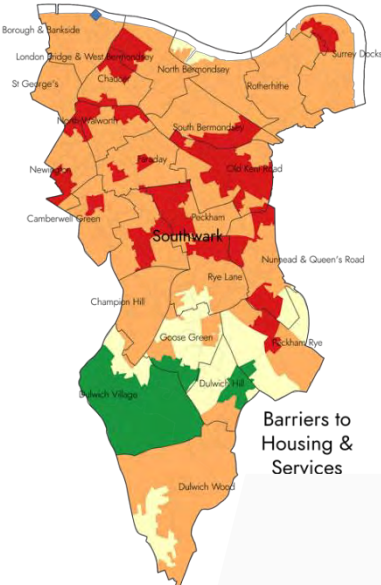 Borough & Bankside
London Bridge & West Bermondsey
Surrey Docks
North Bermondsey
Chaucer
St George's
Rotherhithe
North Walworth
South Bermondsey
Faraday
Old Kent Road
Newington
Peckham
Camberwell Green
Southwark
Nunhead & Queen's Road
Rye Lane
Champion Hill
Goose Green
Peckham Rye
Dulwich Hill
Dulwich Village
Barriers to
Housing &
Services
Dulwich Wood